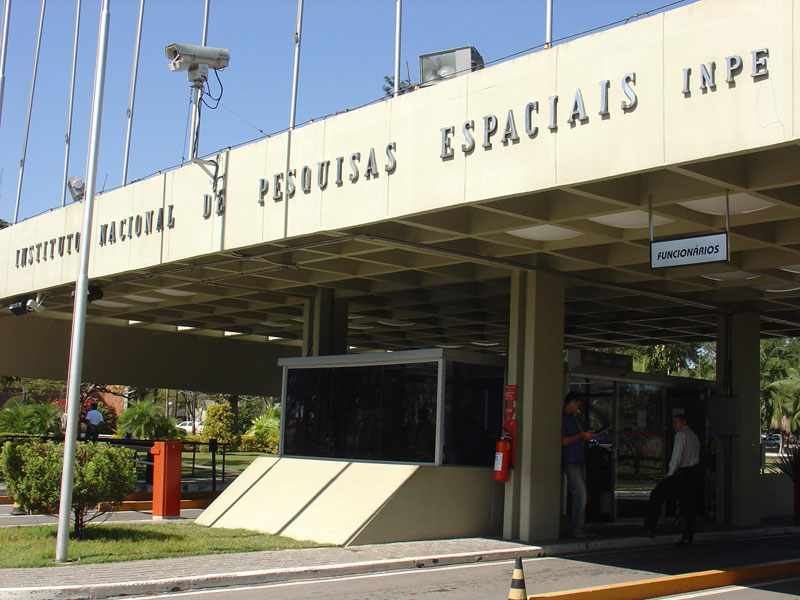 INSTITUTO NACIONAL DE PESQUISAS ESPACIAIS INPE
FUNCIONÁRIOS